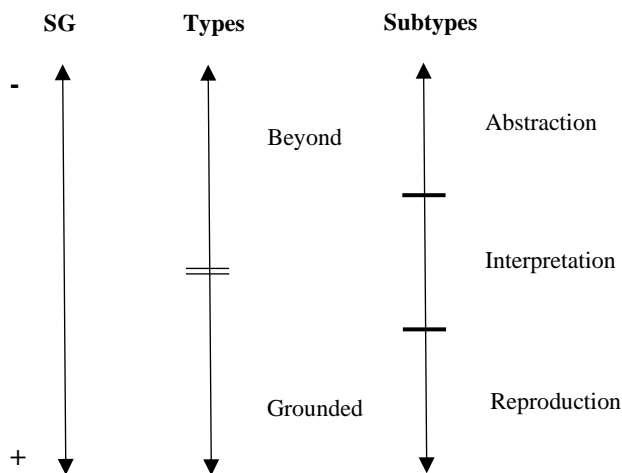 SG Types Subtypes
-
Abstraction
Beyond
Interpretation
Grounded
Reproduction
+